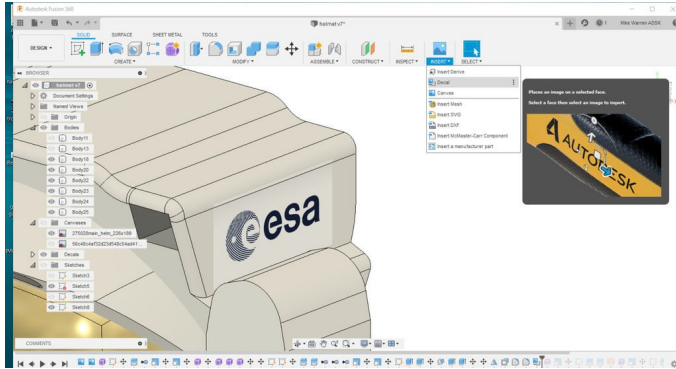 Autodesk Fusion 360
helmet v7*
Mike Warren ADSK
SOLID SURFACE SHEET METAL TOOLS
DESIGN
CREATE MODIFY ASSEMBLE CONSTRUCT INSPECT INSERT SELECT
BROWSER
helmet v7
Document Settings
Named Views
Origin
Bodies
Body11
Body13
Body18
Body20
Body22
Body23
Body24
Body25
Canvases
Decals
Sketches
Sketch3
Sketch5
Sketch6
Sketch8
COMMENTS
Insert Derive
Decal
Canvas
Insert Mesh
Insert SVG
Insert DXF
Insert McMaster-Carr Component
Insert a manufacturer part
Places an image on a selected face.
Select a face then select an image to import.
AUTODESK
esa